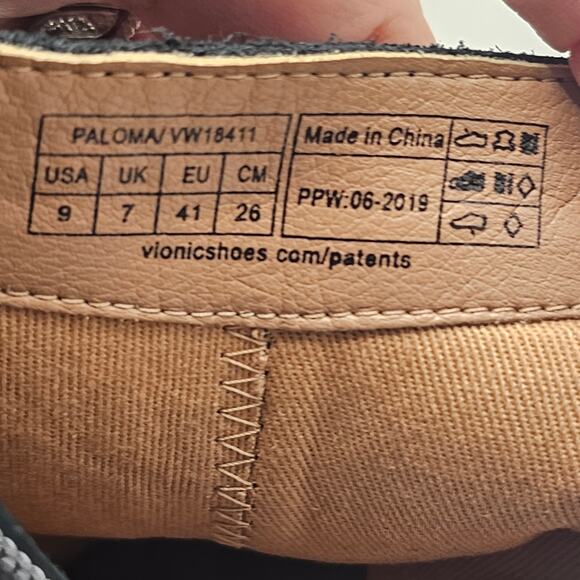 PALOMA/ VW18411
USA UK EU CM
9 7 41 26
Made in China
PPW:06-2019
vionicshoes.com/patents